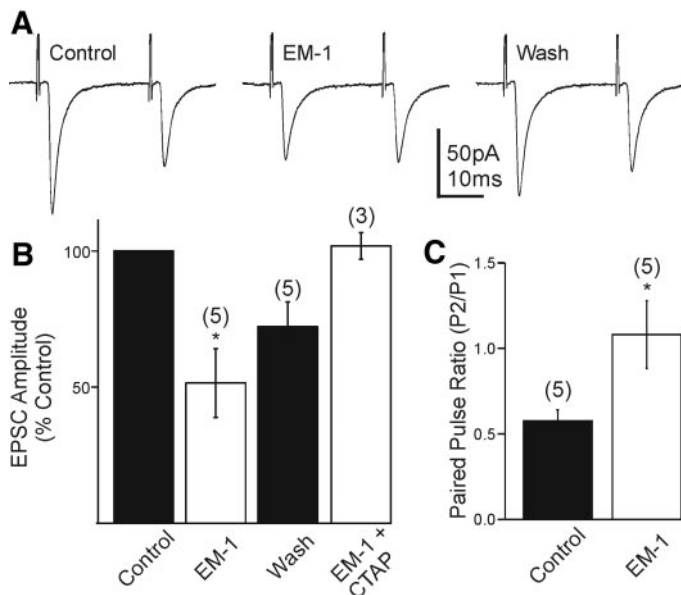 A
Control
EM-1
Wash
50pA
10ms
B
EPSC Amplitude
(% Control)
100
50
(5)
*
(5)
(3)
Control
EM-1
Wash
EM-1 +
CTAP
C
Paired Pulse Ratio (P2/P1)
1.5
1.0
0.5
0.0
(5)
(5)
*
Control
EM-1